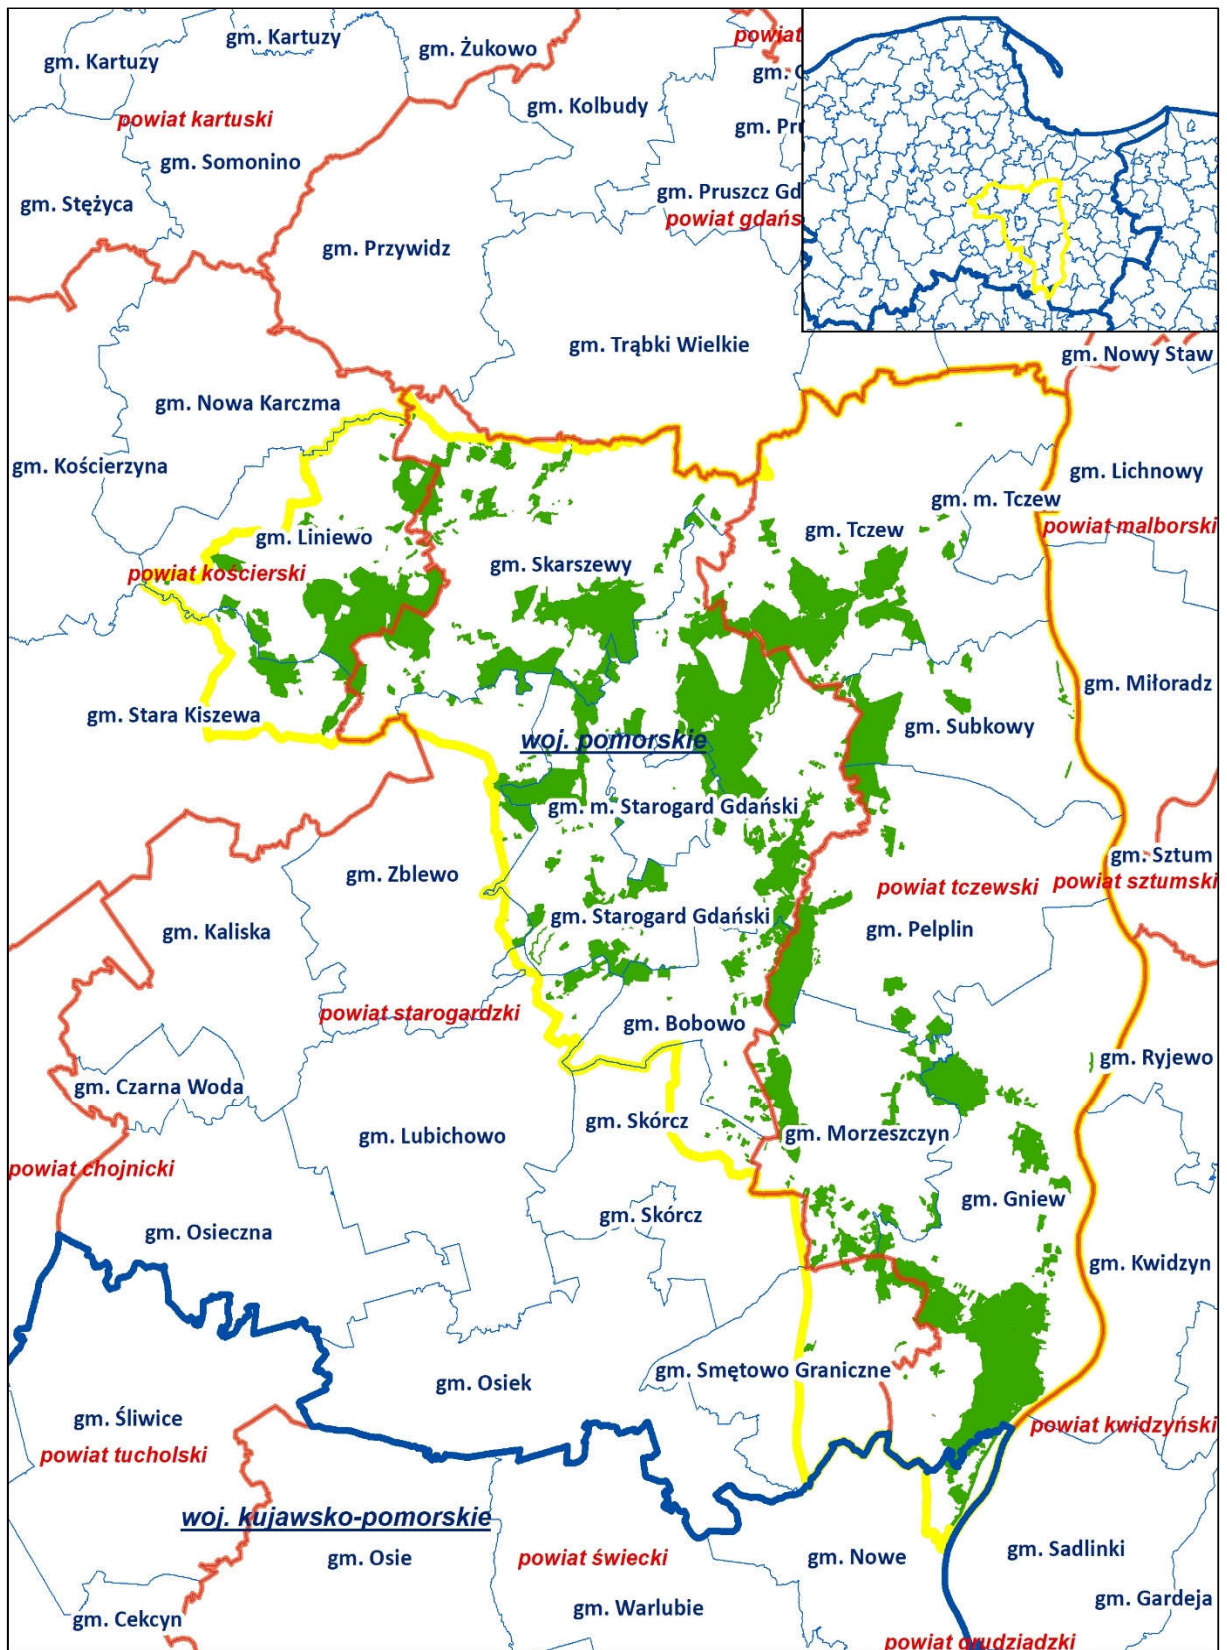 gm. Kartuzy
gm. Żukowo
gm. Kartuzy
powiat
gm.
gm. Kolbudy
powiat kartuski
gm. Somonino
gm. Pruszcz Gd
gm. Stężyca
powiat gdańs
gm. Przywidz
gm. Trąbki Wielkie
gm. Nowy Staw
gm. Nowa Karczma
gm. Kościerzyna
gm. Lichnowy
gm. m. Tczew
powiat malborski
gm. Liniewo
gm. Tczew
powiat kościerski
gm. Skarszewy
gm. Miłoradz
gm. Stara Kiszewa
gm. Subkowy
woj. pomorskie
gm. m. Starogard Gdański
gm. Sztum
gm. Zblewo
powiat tczewski
powiat sztumski
gm. Starogard Gdański
gm. Kaliska
gm. Pelplin
powiat starogardzki
gm. Bobowo
gm. Ryjewo
gm. Czarna Woda
gm. Skórcz
gm. Lubichowo
gm. Morzeszczyn
powiat chojnicki
gm. Gniew
gm. Skórcz
gm. Osieczna
gm. Kwidzyn
gm. Smętowo Graniczne
gm. Osiek
gm. Śliwice
powiat kwidzyński
powiat tucholski
woj. kujawsko-pomorskie
gm. Osie
powiat świecki
gm. Nowe
gm. Sadlinki
gm. Gardeja
gm. Warlubie
gm. Cekcyn
powiat grudziądzki